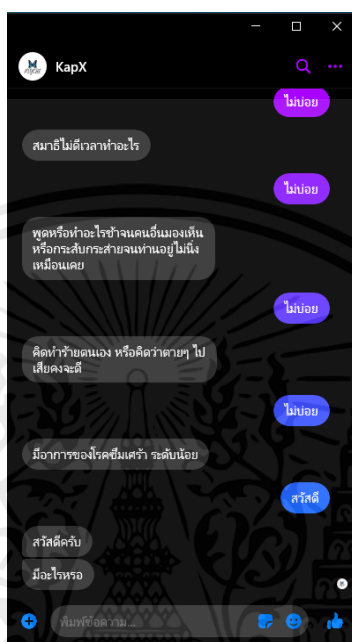 KapX
ไม่บ่อย
สมาธิไม่ดีเวลาทำอะไร
ไม่บ่อย
พูดหรือทำอะไรช้าจนคนอื่นมองเห็น
หรือกระสับกระส่ายจนท่านอยู่ไม่นิ่ง
เหมือนเคย
ไม่บ่อย
คิดทำร้ายตนเอง หรือคิดว่าตายๆ ไป
เสียคงจะดี
ไม่บ่อย
มีอาการของโรคซึมเศร้า ระดับน้อย
สวัสดี
สวัสดีครับ
มีอะไรหรอ
พิมพ์ข้อความ...